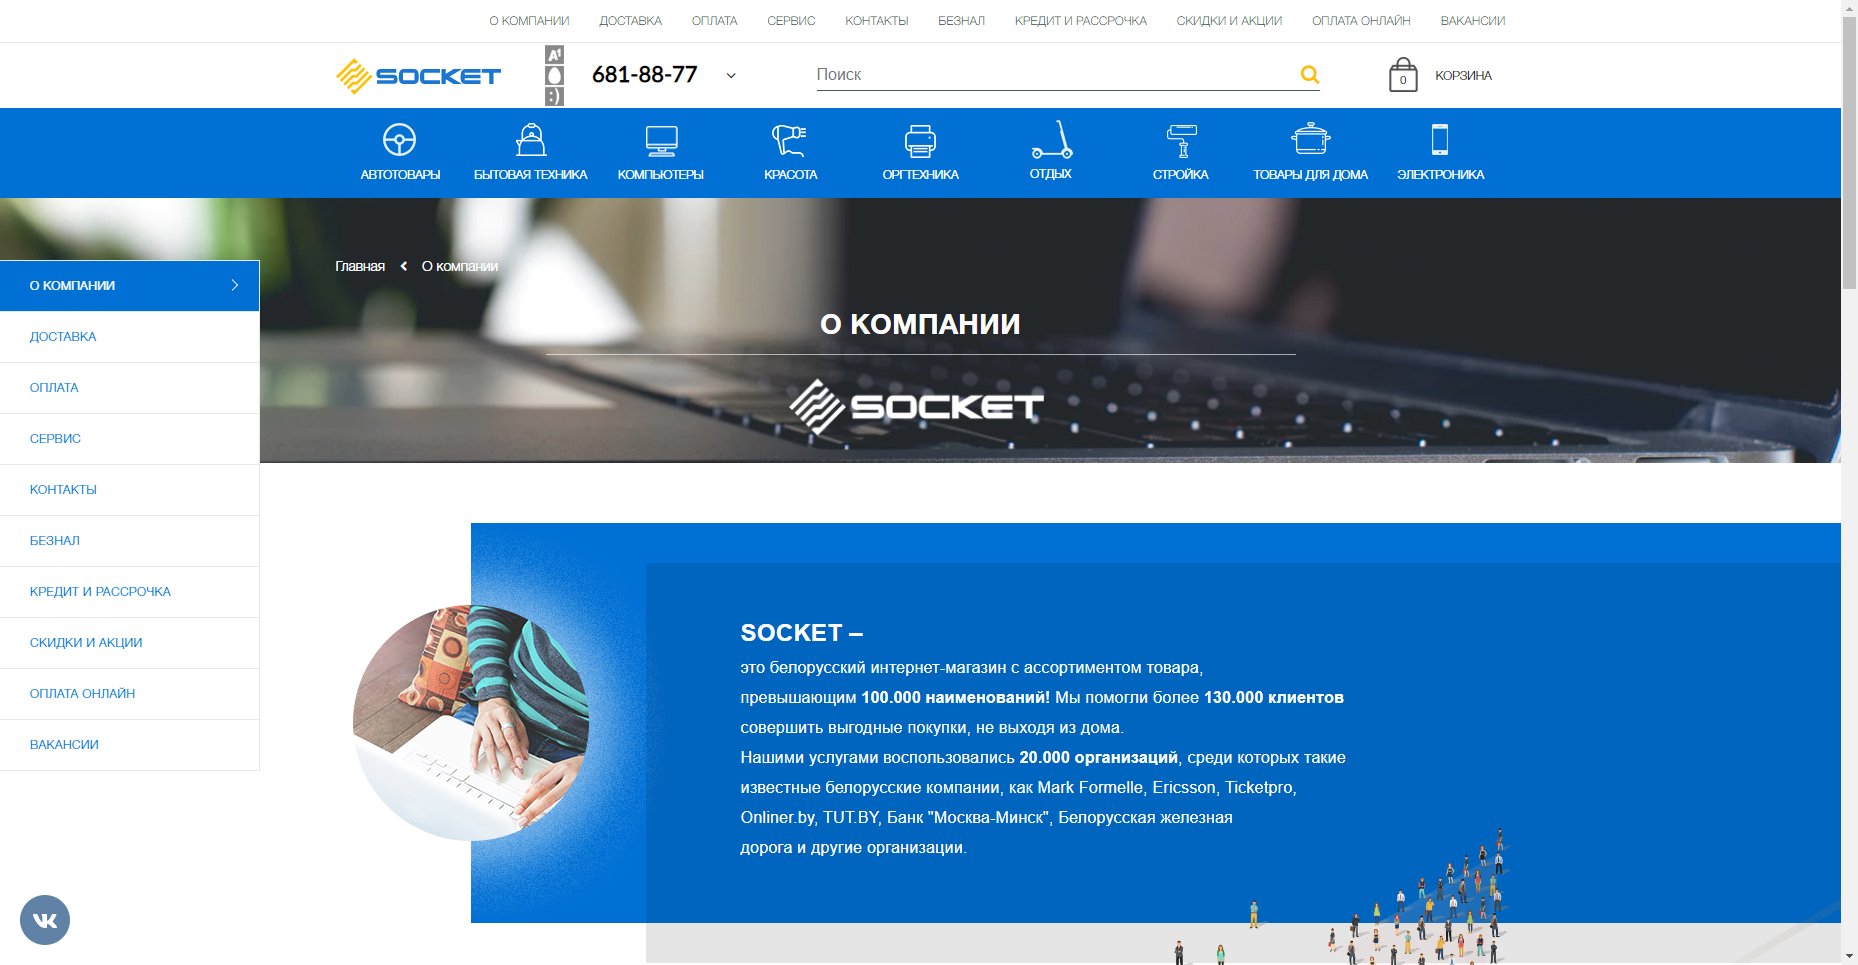 О КОМПАНИИ ДОСТАВКА ОПЛАТА СЕРВИС КОНТАКТЫ БЕЗНАЛ КРЕДИТ И РАССРОЧКА СКИДКИ И АКЦИИ ОПЛАТА ОНЛАЙН ВАКАНСИИ
SOCKET
A1
:)
681-88-77
Поиск
0
КОРЗИНА
АВТОТОВАРЫ БЫТОВАЯ ТЕХНИКА КОМПЬЮТЕРЫ КРАСОТА ОРГТЕХНИКА ОТДЫХ СТРОЙКА ТОВАРЫ ДЛЯ ДОМА ЭЛЕКТРОНИКА
Главная О компании
О КОМПАНИИ
SOCKET
О КОМПАНИИ
ДОСТАВКА
ОПЛАТА
СЕРВИС
КОНТАКТЫ
БЕЗНАЛ
КРЕДИТ И РАССРОЧКА
СКИДКИ И АКЦИИ
ОПЛАТА ОНЛАЙН
ВАКАНСИИ
SOCKET –
это белорусский интернет-магазин с ассортиментом товара,
превышающим 100.000 наименований! Мы помогли более 130.000 клиентов
совершить выгодные покупки, не выходя из дома.
Нашими услугами воспользовались 20.000 организаций, среди которых такие
известные белорусские компании, как Mark Formelle, Ericsson, Ticketpro,
Onliner.by, TUT.BY, Банк "Москва-Минск", Белорусская железная
дорога и другие организации.